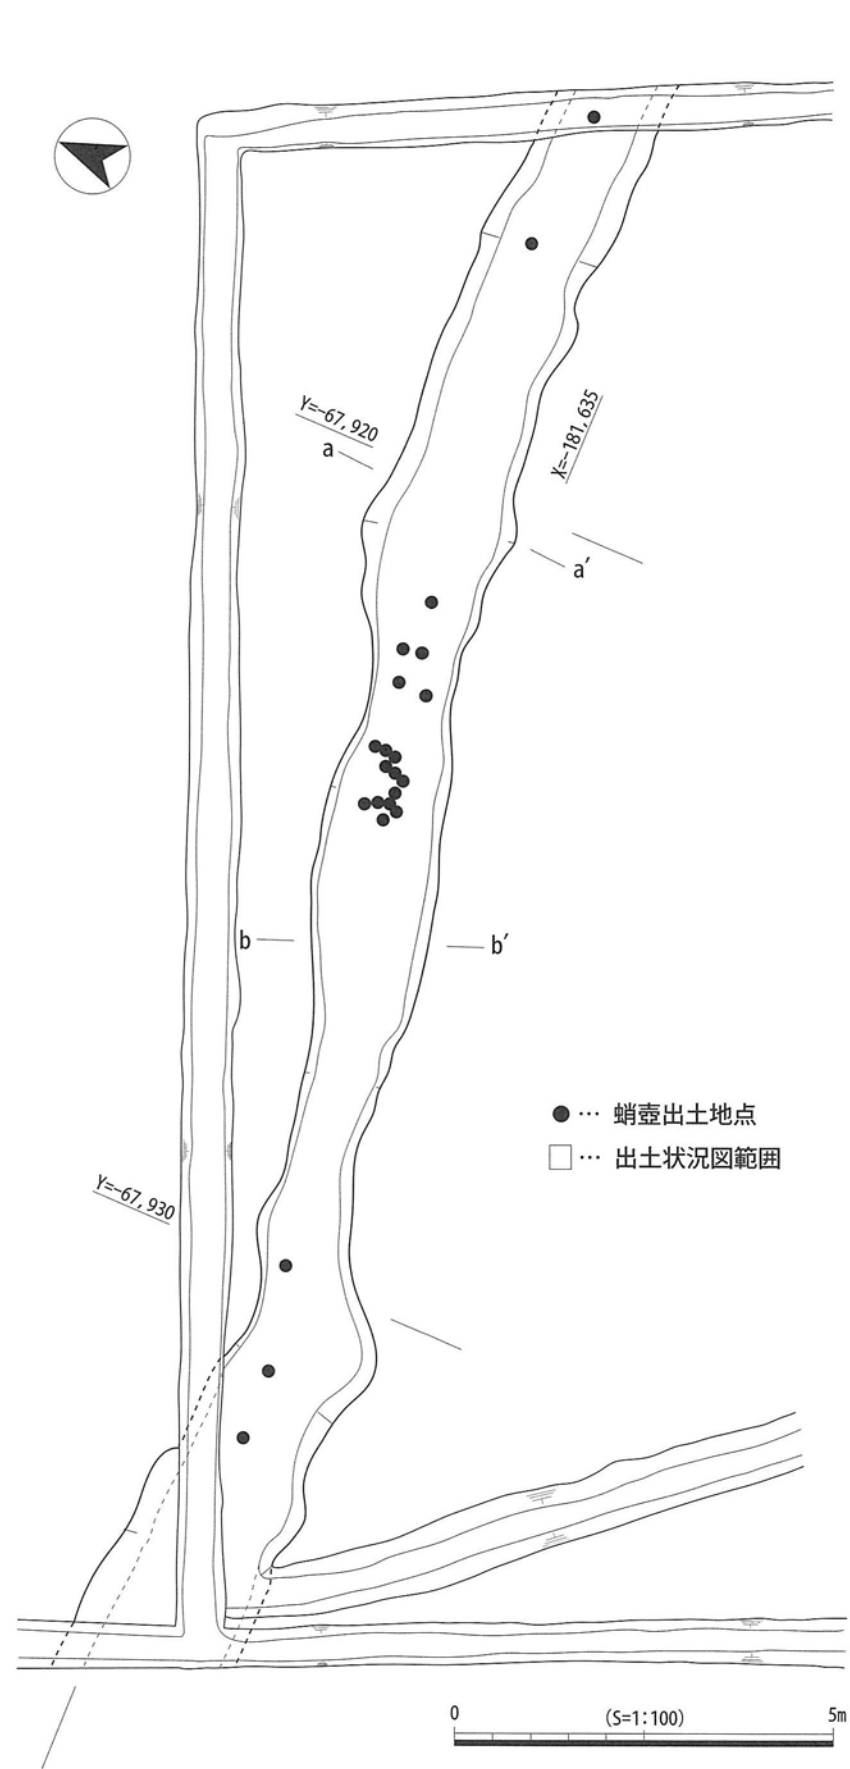 Y=-67,920
a
X=-181,635
a′
b
b′
●… 蛸壺出土地点
□… 出土状況図範囲
Y=-67,930
0 (S=1:100) 5m